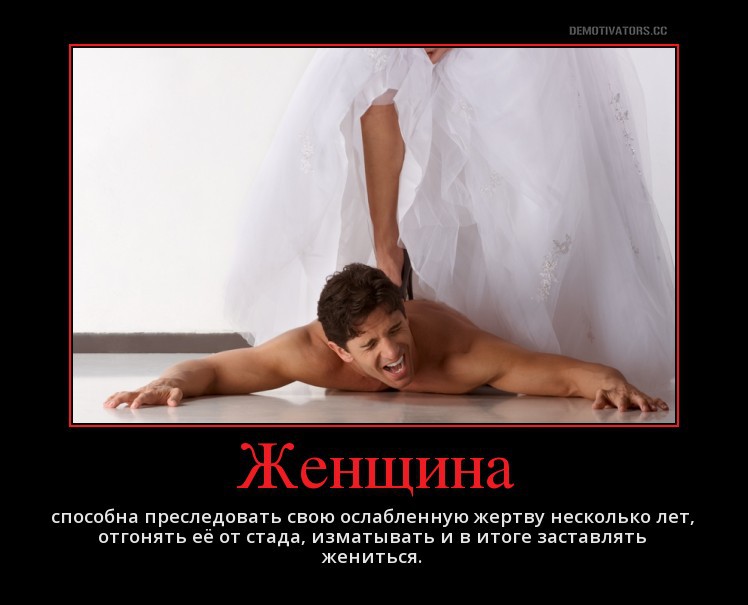 DEMOTIVATORS.CC
Женщина
способна преследовать свою ослабленную жертву несколько лет,
отгонять её от стада, изматывать и в итоге заставлять
жениться.